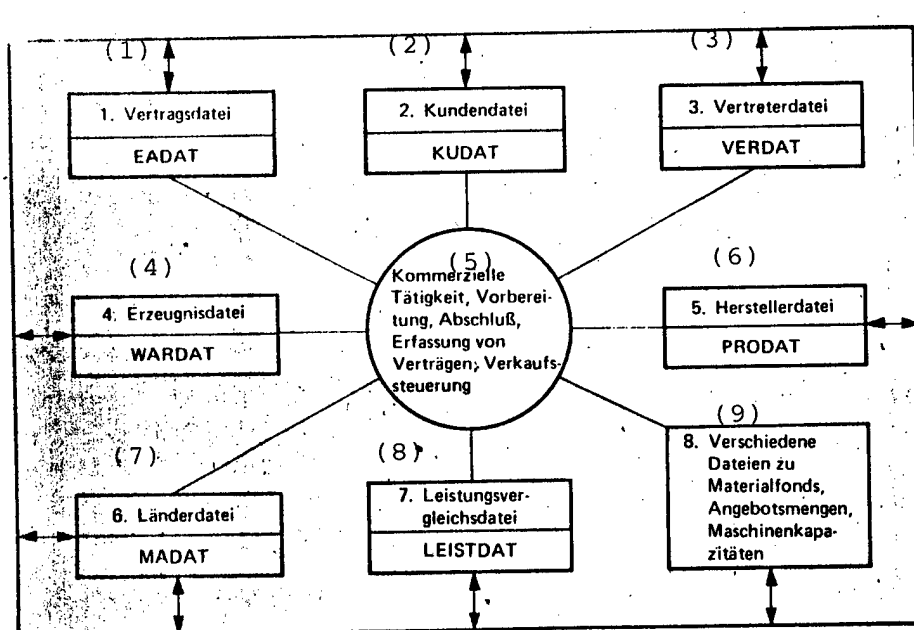 (1)
(2)
(3)
1. Vertragsdatei
EADAT
2. Kundendatei
KUDAT
3. Vertreterdatei
VERDAT
(4)
4. Erzeugnisdatei
WARDAT
(5)
Kommerzielle
Tätigkeit, Vorberei-
tung, Abschluß,
Erfassung von
Verträgen; Verkaufs-
steuerung
(6)
5. Herstellerdatei
PRODAT
(7)
6. Länderdatei
MADAT
(8)
7. Leistungsver-
gleichsdatei
LEISTDAT
(9)
8. Verschiedene
Dateien zu
Materialfonds,
Angebotsmengen,
Maschinenkapa-
zitäten